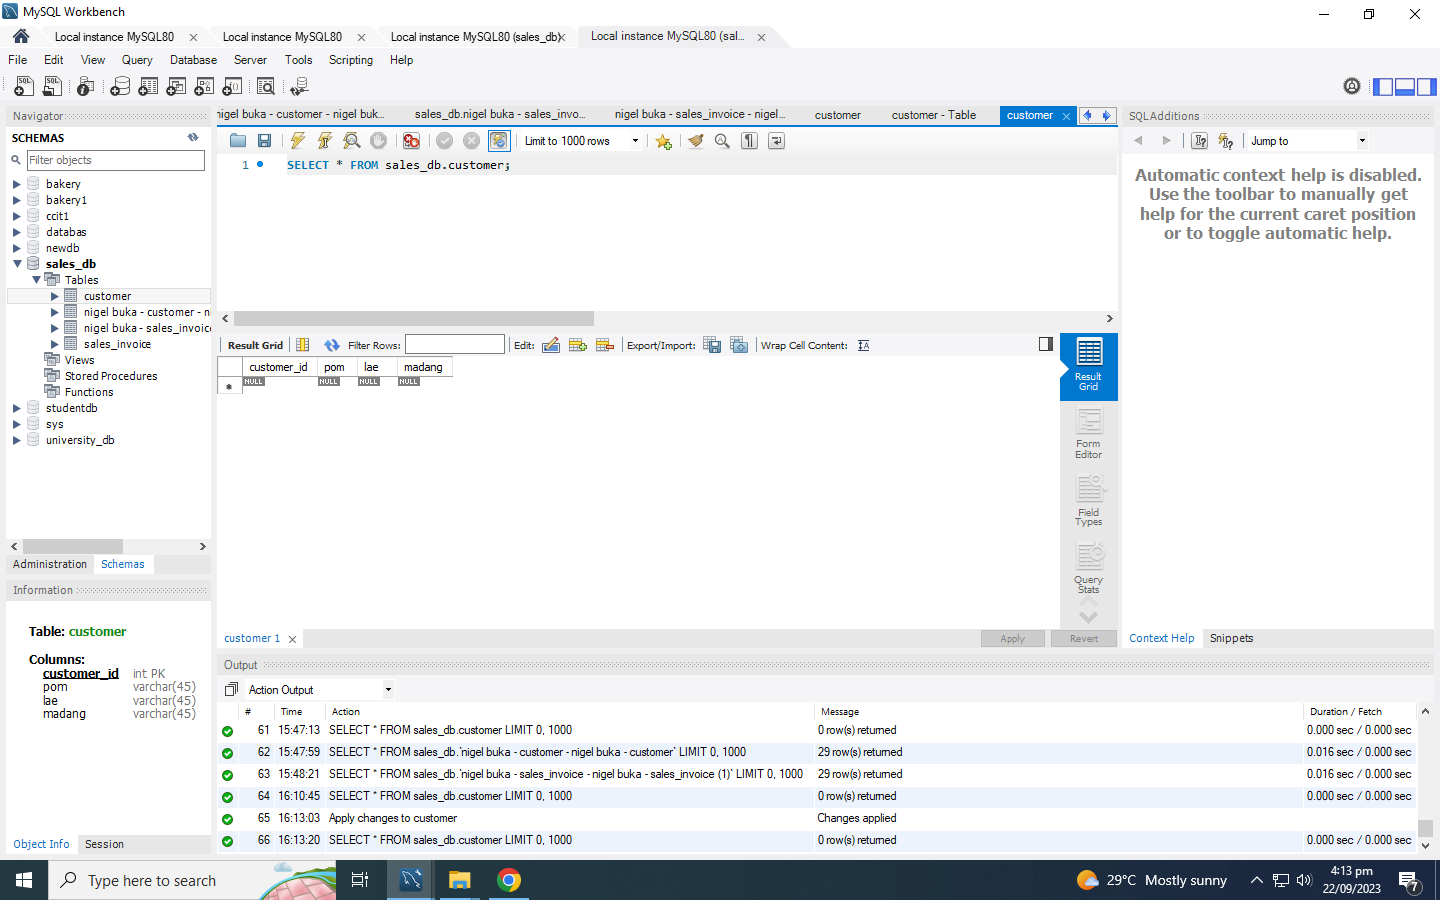 MySQL Workbench
Local instance MySQL80
Local instance MySQL80
Local instance MySQL80 (sales_db)
Local instance MySQL80 (sal...
File Edit View Query Database Server Tools Scripting Help
Navigator
SCHEMAS
Filter objects
bakery
bakery1
ccit1
databas
newdb
sales_db
Tables
customer
nigel buka - customer - ni
nigel buka - sales_invoice
sales_invoice
Views
Stored Procedures
Functions
studentdb
sys
university_db
Administration Schemas
Information
Table: customer
Columns:
customer_id int PK
pom varchar(45)
lae varchar(45)
madang varchar(45)
Object Info Session
nigel buka - customer - nigel buk...
sales_db.nigel buka - sales_invo...
nigel buka - sales_invoice - nigel...
customer
customer - Table
customer
Limit to 1000 rows
1 SELECT * FROM sales_db.customer;
Result Grid Filter Rows: Edit: Export/Import: Wrap Cell Content:
customer_id pom lae madang
* NULL NULL NULL NULL
Result Grid
Form Editor
Field Types
Query Stats
customer 1
Apply Revert
SQLAdditions
Jump to
Automatic context help is disabled.
Use the toolbar to manually get
help for the current caret position
or to toggle automatic help.
Context Help Snippets
Output
Action Output
# Time Action Message Duration / Fetch
61 15:47:13 SELECT * FROM sales_db.customer LIMIT 0, 1000 0 row(s) returned 0.000 sec / 0.000 sec
62 15:47:59 SELECT * FROM sales_db.`nigel buka - customer - nigel buka - customer` LIMIT 0, 1000 29 row(s) returned 0.016 sec / 0.000 sec
63 15:48:21 SELECT * FROM sales_db.`nigel buka - sales_invoice - nigel buka - sales_invoice (1)` LIMIT 0, 1000 29 row(s) returned 0.016 sec / 0.000 sec
64 16:10:45 SELECT * FROM sales_db.customer LIMIT 0, 1000 0 row(s) returned 0.000 sec / 0.000 sec
65 16:13:03 Apply changes to customer Changes applied
66 16:13:20 SELECT * FROM sales_db.customer LIMIT 0, 1000 0 row(s) returned 0.000 sec / 0.000 sec
Type here to search
29°C Mostly sunny
4:13 pm
22/09/2023
7